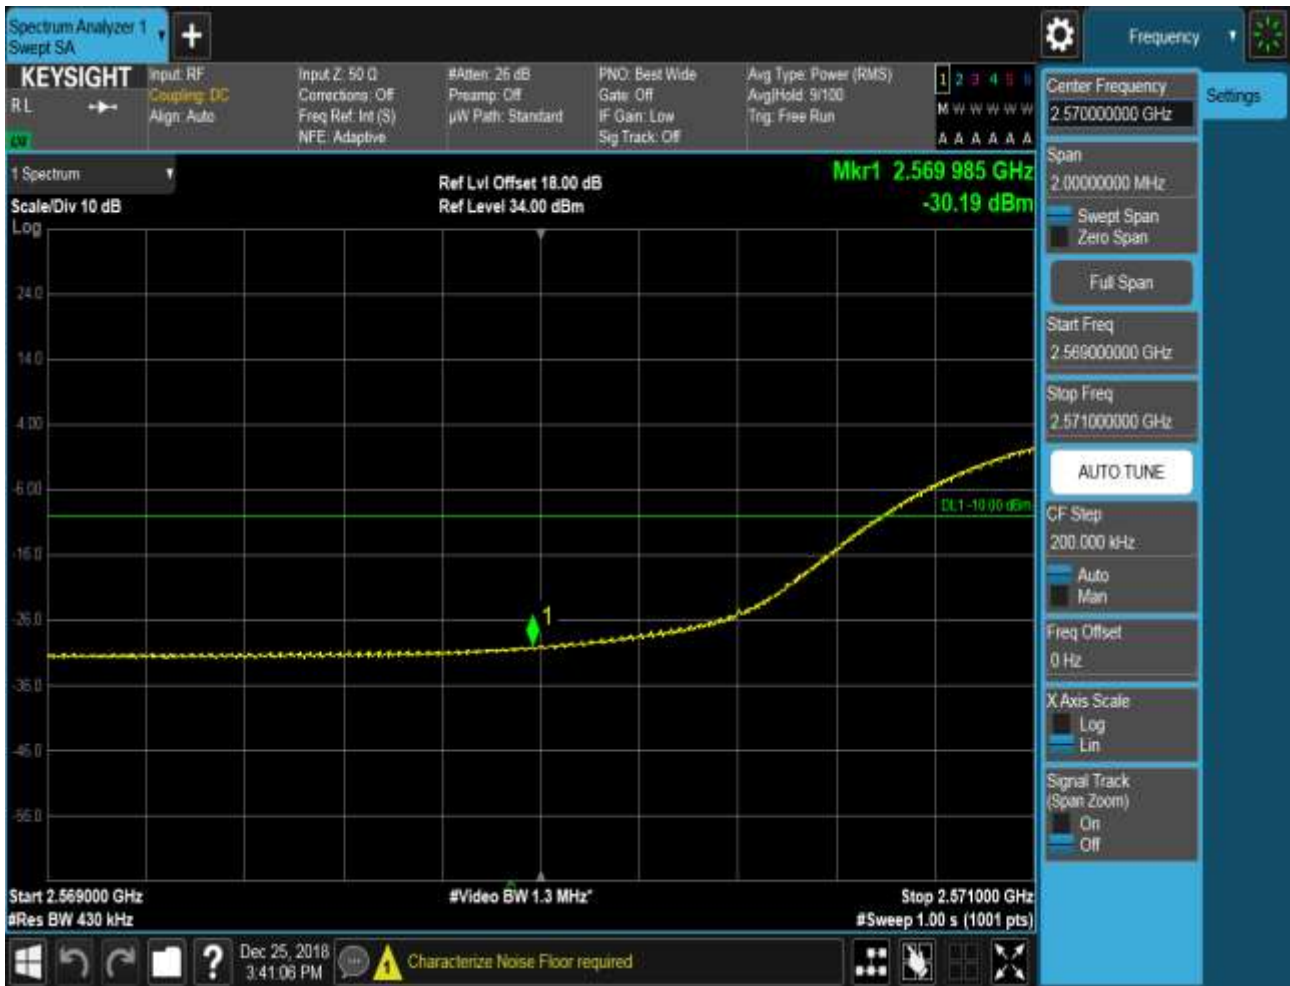 Spectrum Analyzer 1
Swept SA
Frequency
KEYSIGHT
RL
Input: RF
Coupling: DC
Align: Auto
Input Z: 50 Ω
Corrections: Off
Freq Ref: Int (S)
NFE: Adaptive
#Atten: 26 dB
Preamp: Off
µW Path: Standard
PNO: Best Wide
Gate: Off
IF Gain: Low
Sig Track: Off
Avg Type: Power (RMS)
Avg|Hold: 9/100
Trig: Free Run
1 2 3 4 5 6
M W W W W W
A A A A A A
1 Spectrum
Scale/Div 10 dB
Log
Ref Lvl Offset 18.00 dB
Ref Level 34.00 dBm
Mkr1 2.569 985 GHz
-30.19 dBm
24.0
14.0
4.00
-6.00
-16.0
-26.0
-36.0
-46.0
-56.0
DL1 -10.00 dBm
1
Start 2.569000 GHz
#Res BW 430 kHz
#Video BW 1.3 MHz*
Stop 2.571000 GHz
#Sweep 1.00 s (1001 pts)
Center Frequency
2.570000000 GHz
Settings
Span
2.00000000 MHz
Swept Span
Zero Span
Full Span
Start Freq
2.569000000 GHz
Stop Freq
2.571000000 GHz
AUTO TUNE
CF Step
200.000 kHz
Auto
Man
Freq Offset
0 Hz
X Axis Scale
Log
Lin
Signal Track
(Span Zoom)
On
Off
?
Dec 25, 2018
3:41:06 PM
1
Characterize Noise Floor required